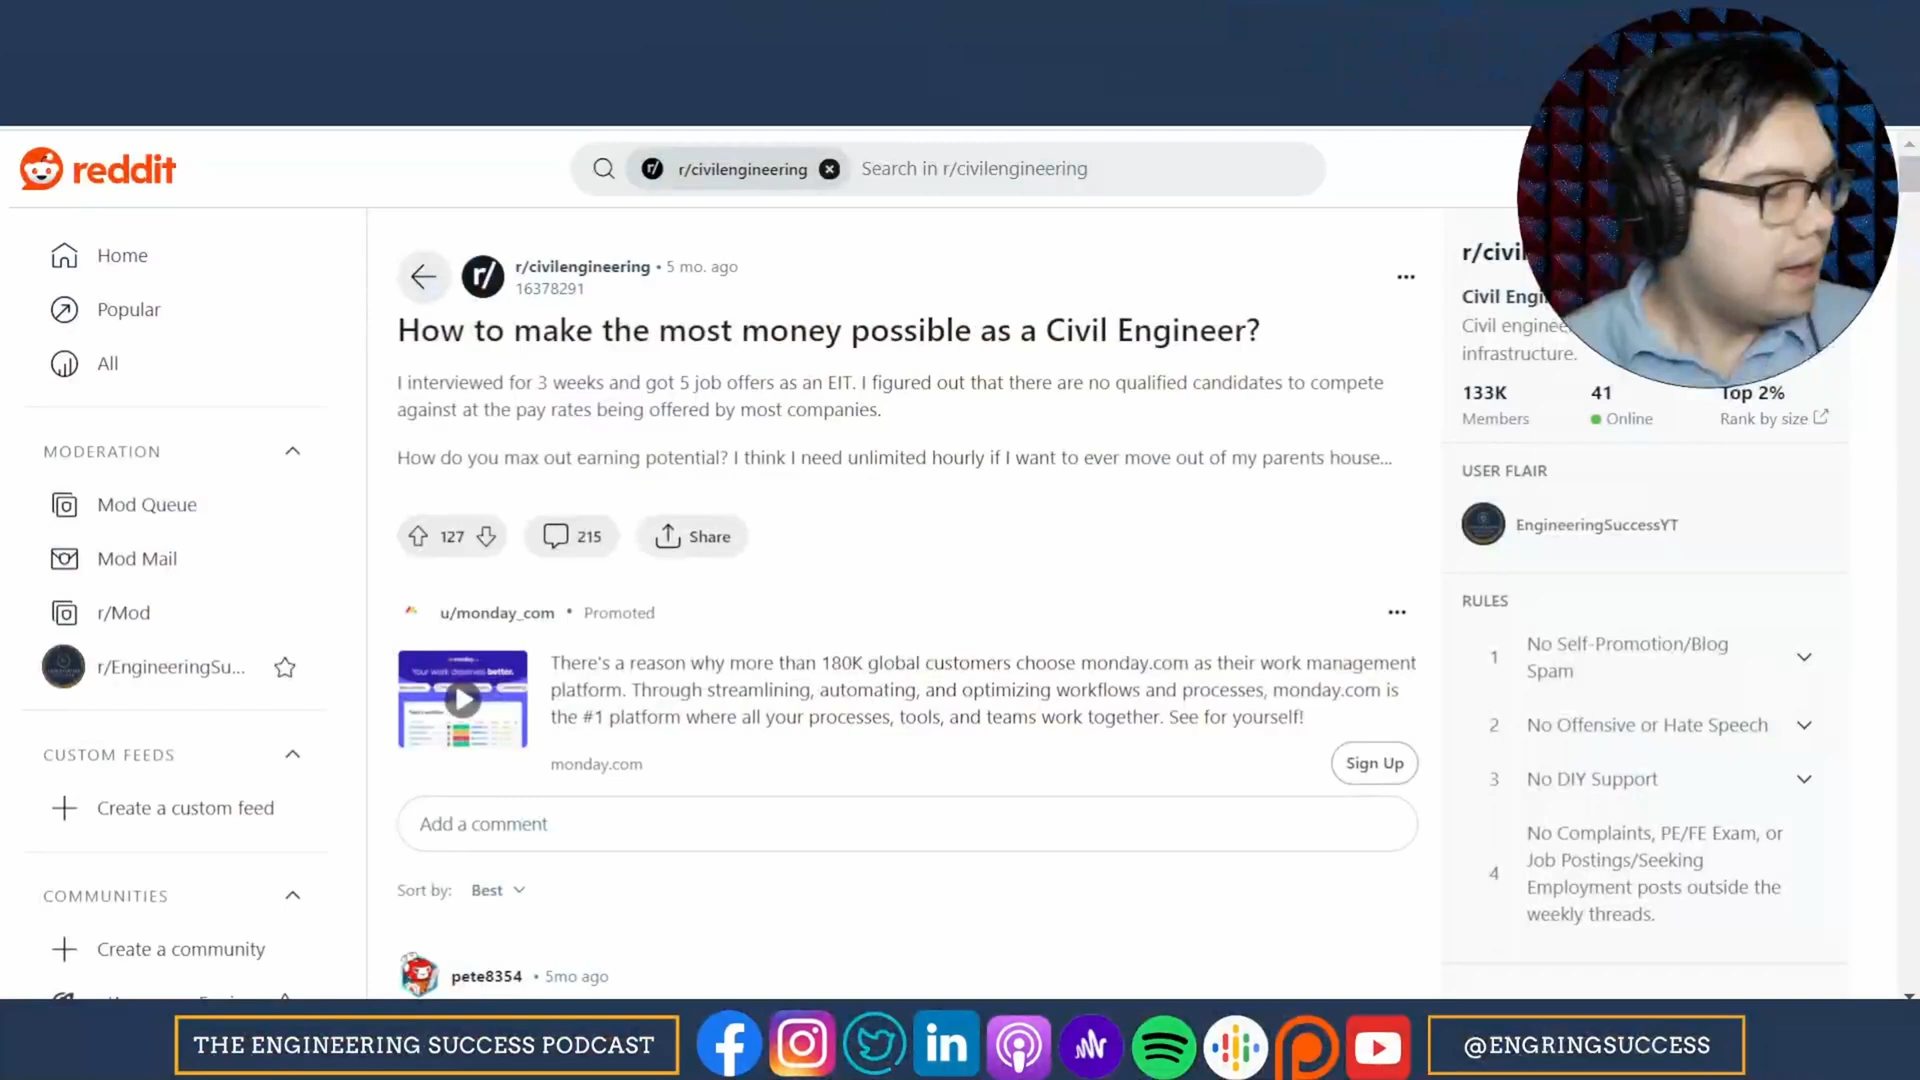 reddit
r/civilengineering
Search in r/civilengineering
Home
Popular
All
MODERATION
Mod Queue
Mod Mail
r/Mod
r/EngineeringSu...
CUSTOM FEEDS
Create a custom feed
COMMUNITIES
Create a community
r/civilengineering • 5 mo. ago
16378291
How to make the most money possible as a Civil Engineer?
I interviewed for 3 weeks and got 5 job offers as an EIT. I figured out that there are no qualified candidates to compete
against at the pay rates being offered by most companies.
How do you max out earning potential? I think I need unlimited hourly if I want to ever move out of my parents house...
127
215
Share
u/monday_com • Promoted
Your work deserves better.
There's a reason why more than 180K global customers choose monday.com as their work management
platform. Through streamlining, automating, and optimizing workflows and processes, monday.com is
the #1 platform where all your processes, tools, and teams work together. See for yourself!
monday.com
Sign Up
Add a comment
Sort by: Best
pete8354 • 5mo ago
r/civil
Civil Engi
Civil enginee
infrastructure.
133K
Members
41
Online
Top 2%
Rank by size
USER FLAIR
EngineeringSuccessYT
RULES
1 No Self-Promotion/Blog
Spam
2 No Offensive or Hate Speech
3 No DIY Support
4 No Complaints, PE/FE Exam, or
Job Postings/Seeking
Employment posts outside the
weekly threads.
THE ENGINEERING SUCCESS PODCAST
@ENGRINGSUCCESS